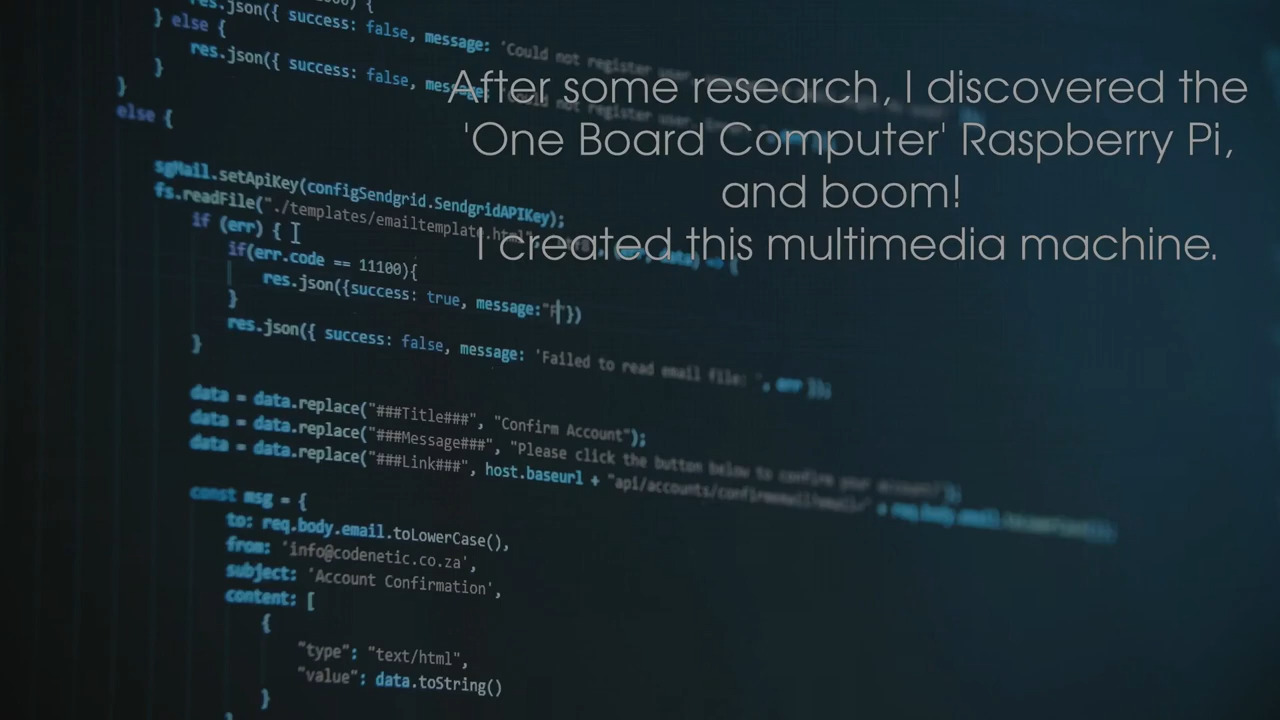 res.json({ success: false, message: 'Could not register user
} else {
res.json({ success: false, message:
}
}
else {
After some research, I discovered the
'One Board Computer' Raspberry Pi,
and boom!
I created this multimedia machine.
sgMail.setApiKey(configSendgrid.SendgridAPIKey);
fs.readFile("./templates/emailtemplate.html",
if (err) {
if(err.code == 11100){
res.json({success: true, message:"F"})
}
res.json({ success: false, message: 'Failed to read email file: ', err });
}
data = data.replace("###Title###", "Confirm Account");
data = data.replace("###Message###", "Please click the button below to confirm your account!");
data = data.replace("###Link###", host.baseurl + "api/accounts/confirmemail?email=" + req.body.email
const msg = {
to: req.body.email.toLowerCase(),
from: 'info@codenetic.co.za',
subject: 'Account Confirmation',
content: [
{
"type": "text/html",
"value": data.toString()
}